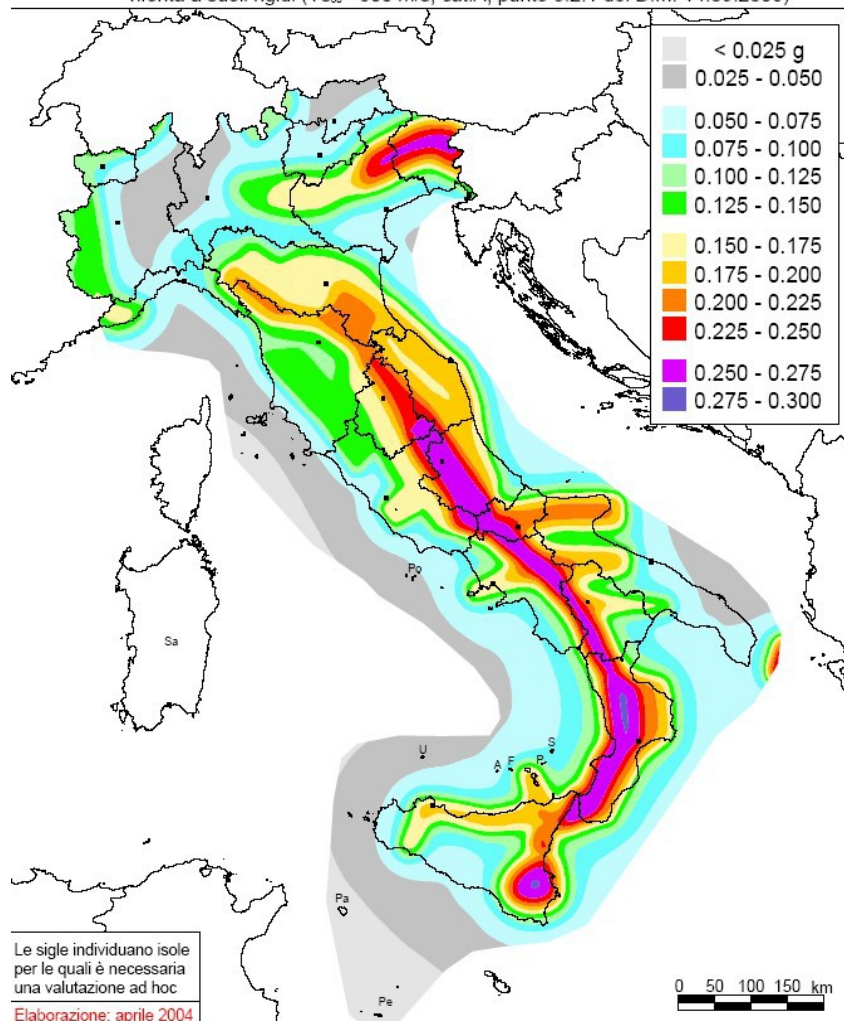 < 0.025 g
0.025 - 0.050
0.050 - 0.075
0.075 - 0.100
0.100 - 0.125
0.125 - 0.150
0.150 - 0.175
0.175 - 0.200
0.200 - 0.225
0.225 - 0.250
0.250 - 0.275
0.275 - 0.300
Po
Sa
U
A
F
P
S
Pa
Pe
Le sigle individuano isole
per le quali è necessaria
una valutazione ad hoc
Elaborazione: aprile 2004
0 50 100 150 km